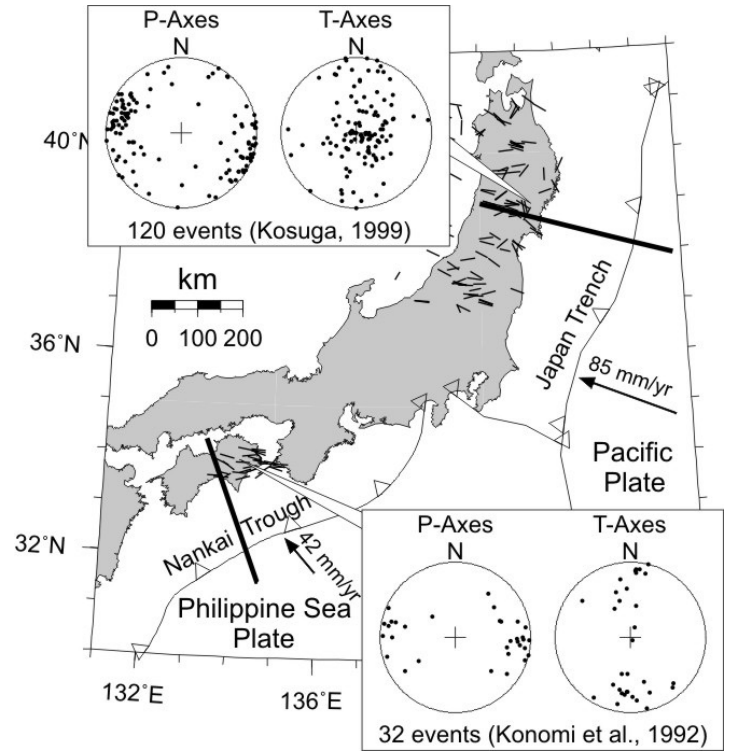 P-Axes
T-Axes
N
N
120 events (Kosuga, 1999)
40˚N
km
0 100 200
36˚N
Japan Trench
85 mm/yr
Pacific
Plate
32˚N
Nankai Trough
42 mm/yr
Philippine Sea
Plate
P-Axes
T-Axes
N
N
32 events (Konomi et al., 1992)
132˚E
136˚E